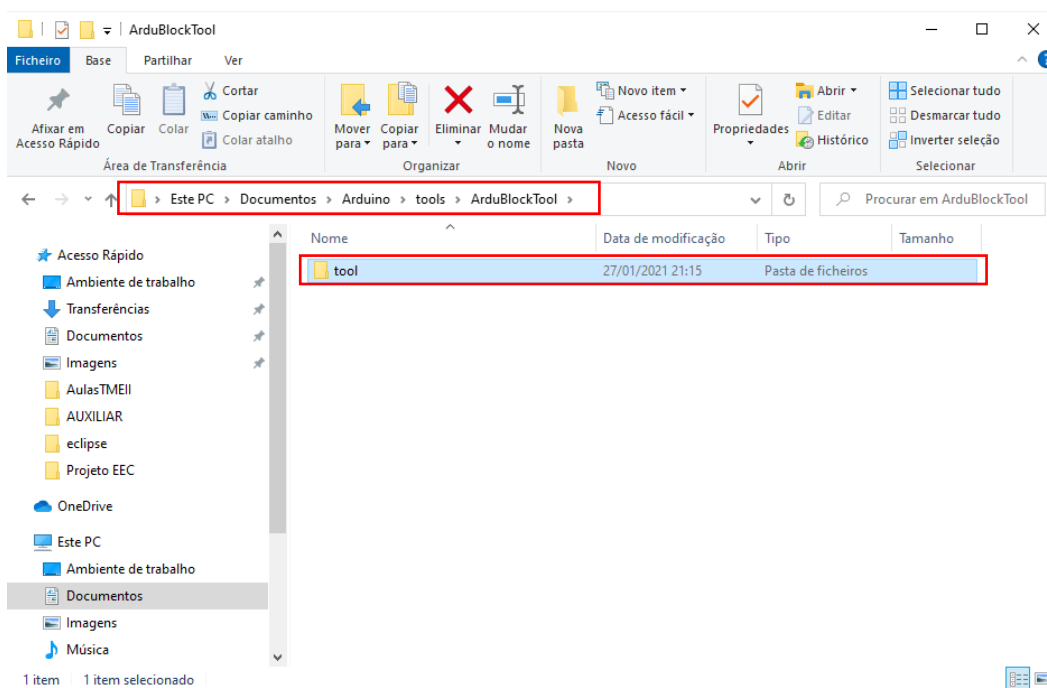 ArduBlockTool
Ficheiro Base Partilhar Ver
Afixar em Acesso Rápido
Copiar
Colar
Cortar
Copiar caminho
Colar atalho
Área de Transferência
Mover para
Copiar para
Eliminar
Mudar o nome
Organizar
Nova pasta
Novo item
Acesso fácil
Novo
Propriedades
Abrir
Editar
Histórico
Abrir
Selecionar tudo
Desmarcar tudo
Inverter seleção
Selecionar
Este PC > Documentos > Arduino > tools > ArduBlockTool >
Procurar em ArduBlockTool
Nome Data de modificação Tipo Tamanho
tool 27/01/2021 21:15 Pasta de ficheiros
Acesso Rápido
Ambiente de trabalho
Transferências
Documentos
Imagens
AulasTMEII
AUXILIAR
eclipse
Projeto EEC
OneDrive
Este PC
Ambiente de trabalho
Documentos
Imagens
Música
1 item 1 item selecionado